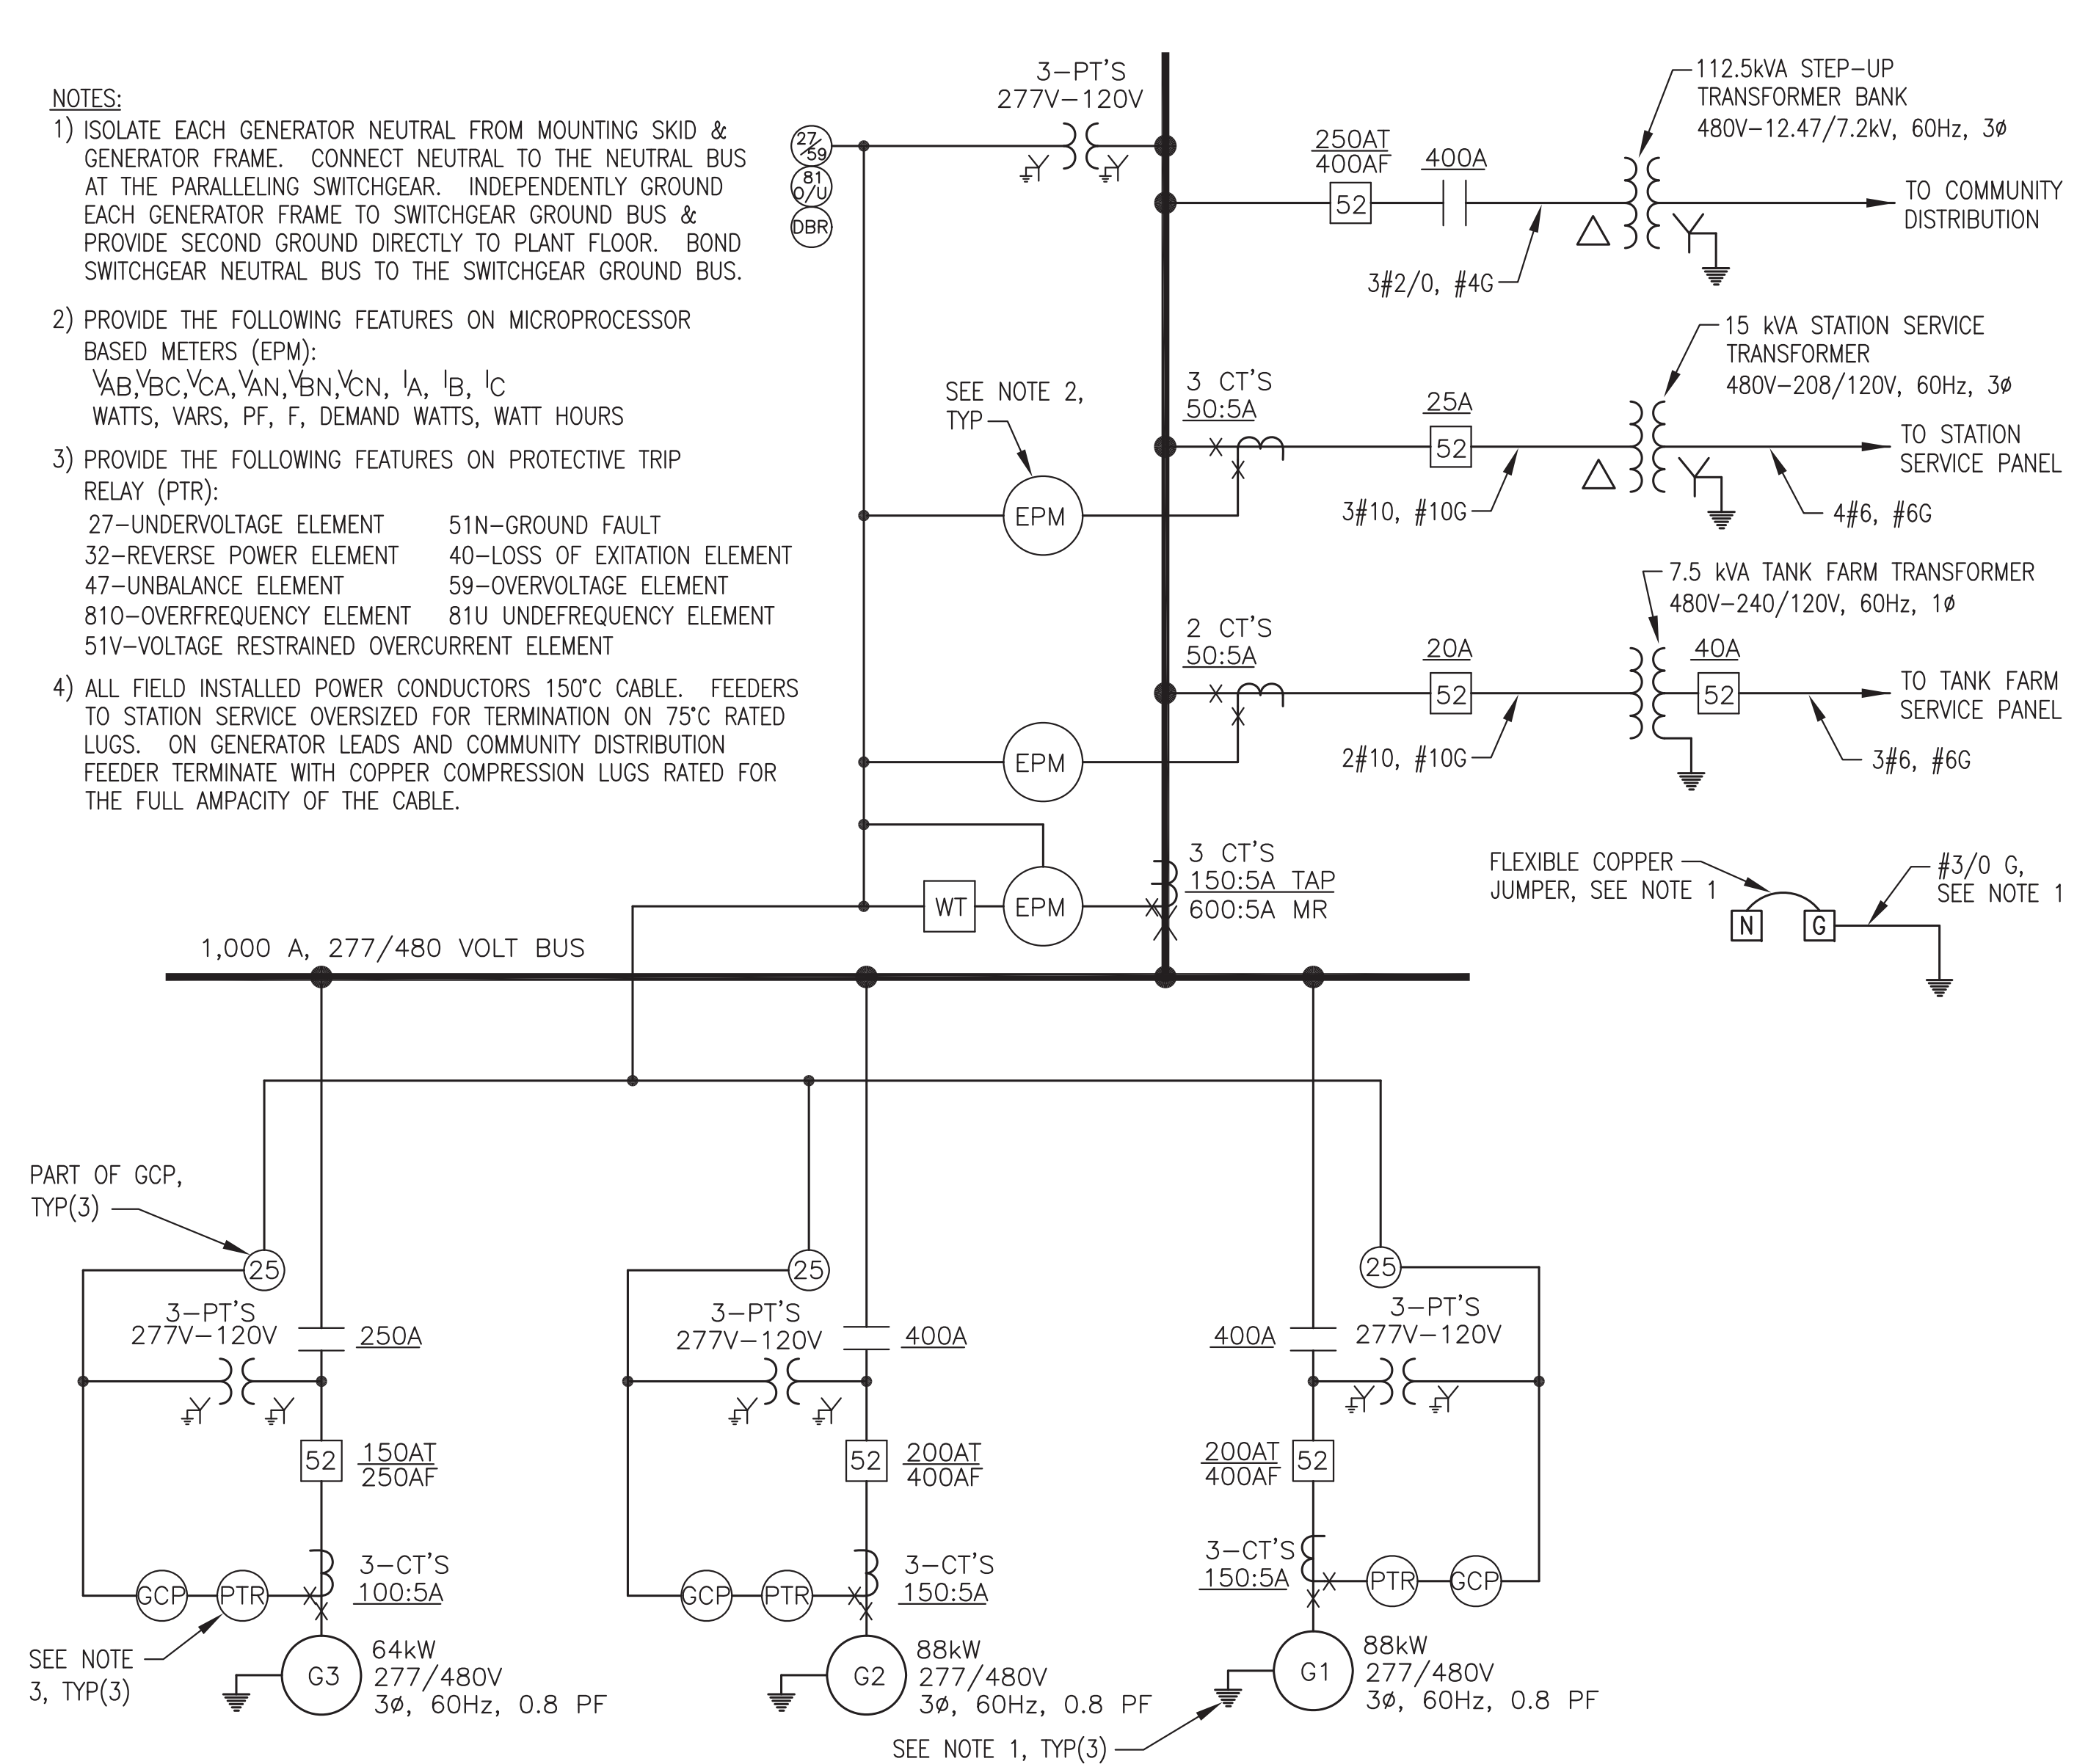 NOTES:
1) ISOLATE EACH GENERATOR NEUTRAL FROM MOUNTING SKID &
GENERATOR FRAME. CONNECT NEUTRAL TO THE NEUTRAL BUS
AT THE PARALLELING SWITCHGEAR. INDEPENDENTLY GROUND
EACH GENERATOR FRAME TO SWITCHGEAR GROUND BUS &
PROVIDE SECOND GROUND DIRECTLY TO PLANT FLOOR. BOND
SWITCHGEAR NEUTRAL BUS TO THE SWITCHGEAR GROUND BUS.
2) PROVIDE THE FOLLOWING FEATURES ON MICROPROCESSOR
BASED METERS (EPM):
VAB, VBC, VCA, VAN, VBN, VCN, IA, IB, IC
WATTS, VARS, PF, F, DEMAND WATTS, WATT HOURS
3) PROVIDE THE FOLLOWING FEATURES ON PROTECTIVE TRIP
RELAY (PTR):
27-UNDERVOLTAGE ELEMENT 51N-GROUND FAULT
32-REVERSE POWER ELEMENT 40-LOSS OF EXITATION ELEMENT
47-UNBALANCE ELEMENT 59-OVERVOLTAGE ELEMENT
81O-OVERFREQUENCY ELEMENT 81U UNDEFREQUENCY ELEMENT
51V-VOLTAGE RESTRAINED OVERCURRENT ELEMENT
4) ALL FIELD INSTALLED POWER CONDUCTORS 150°C CABLE. FEEDERS
TO STATION SERVICE OVERSIZED FOR TERMINATION ON 75°C RATED
LUGS. ON GENERATOR LEADS AND COMMUNITY DISTRIBUTION
FEEDER TERMINATE WITH COPPER COMPRESSION LUGS RATED FOR
THE FULL AMPACITY OF THE CABLE.
3-PT'S
277V-120V
27/59
81
O/U
DBR
250AT
400AF
400A
52
3#2/0, #4G
112.5kVA STEP-UP
TRANSFORMER BANK
480V-12.47/7.2kV, 60Hz, 3ø
TO COMMUNITY
DISTRIBUTION
SEE NOTE 2,
TYP
EPM
3 CT'S
50:5A
25A
52
3#10, #10G
15 kVA STATION SERVICE
TRANSFORMER
480V-208/120V, 60Hz, 3ø
TO STATION
SERVICE PANEL
4#6, #6G
EPM
2 CT'S
50:5A
20A
52
2#10, #10G
7.5 kVA TANK FARM TRANSFORMER
480V-240/120V, 60Hz, 1ø
40A
52
TO TANK FARM
SERVICE PANEL
3#6, #6G
WT
EPM
3 CT'S
150:5A TAP
600:5A MR
FLEXIBLE COPPER
JUMPER, SEE NOTE 1
N
G
#3/0 G,
SEE NOTE 1
1,000 A, 277/480 VOLT BUS
PART OF GCP,
TYP(3)
25
3-PT'S
277V-120V
250A
52
150AT
250AF
3-CT'S
100:5A
GCP
PTR
SEE NOTE
3, TYP(3)
G3
64kW
277/480V
3ø, 60Hz, 0.8 PF
25
3-PT'S
277V-120V
400A
52
200AT
400AF
3-CT'S
150:5A
GCP
PTR
G2
88kW
277/480V
3ø, 60Hz, 0.8 PF
25
400A
3-PT'S
277V-120V
200AT
400AF
52
3-CT'S
150:5A
PTR
GCP
G1
88kW
277/480V
3ø, 60Hz, 0.8 PF
SEE NOTE 1, TYP(3)